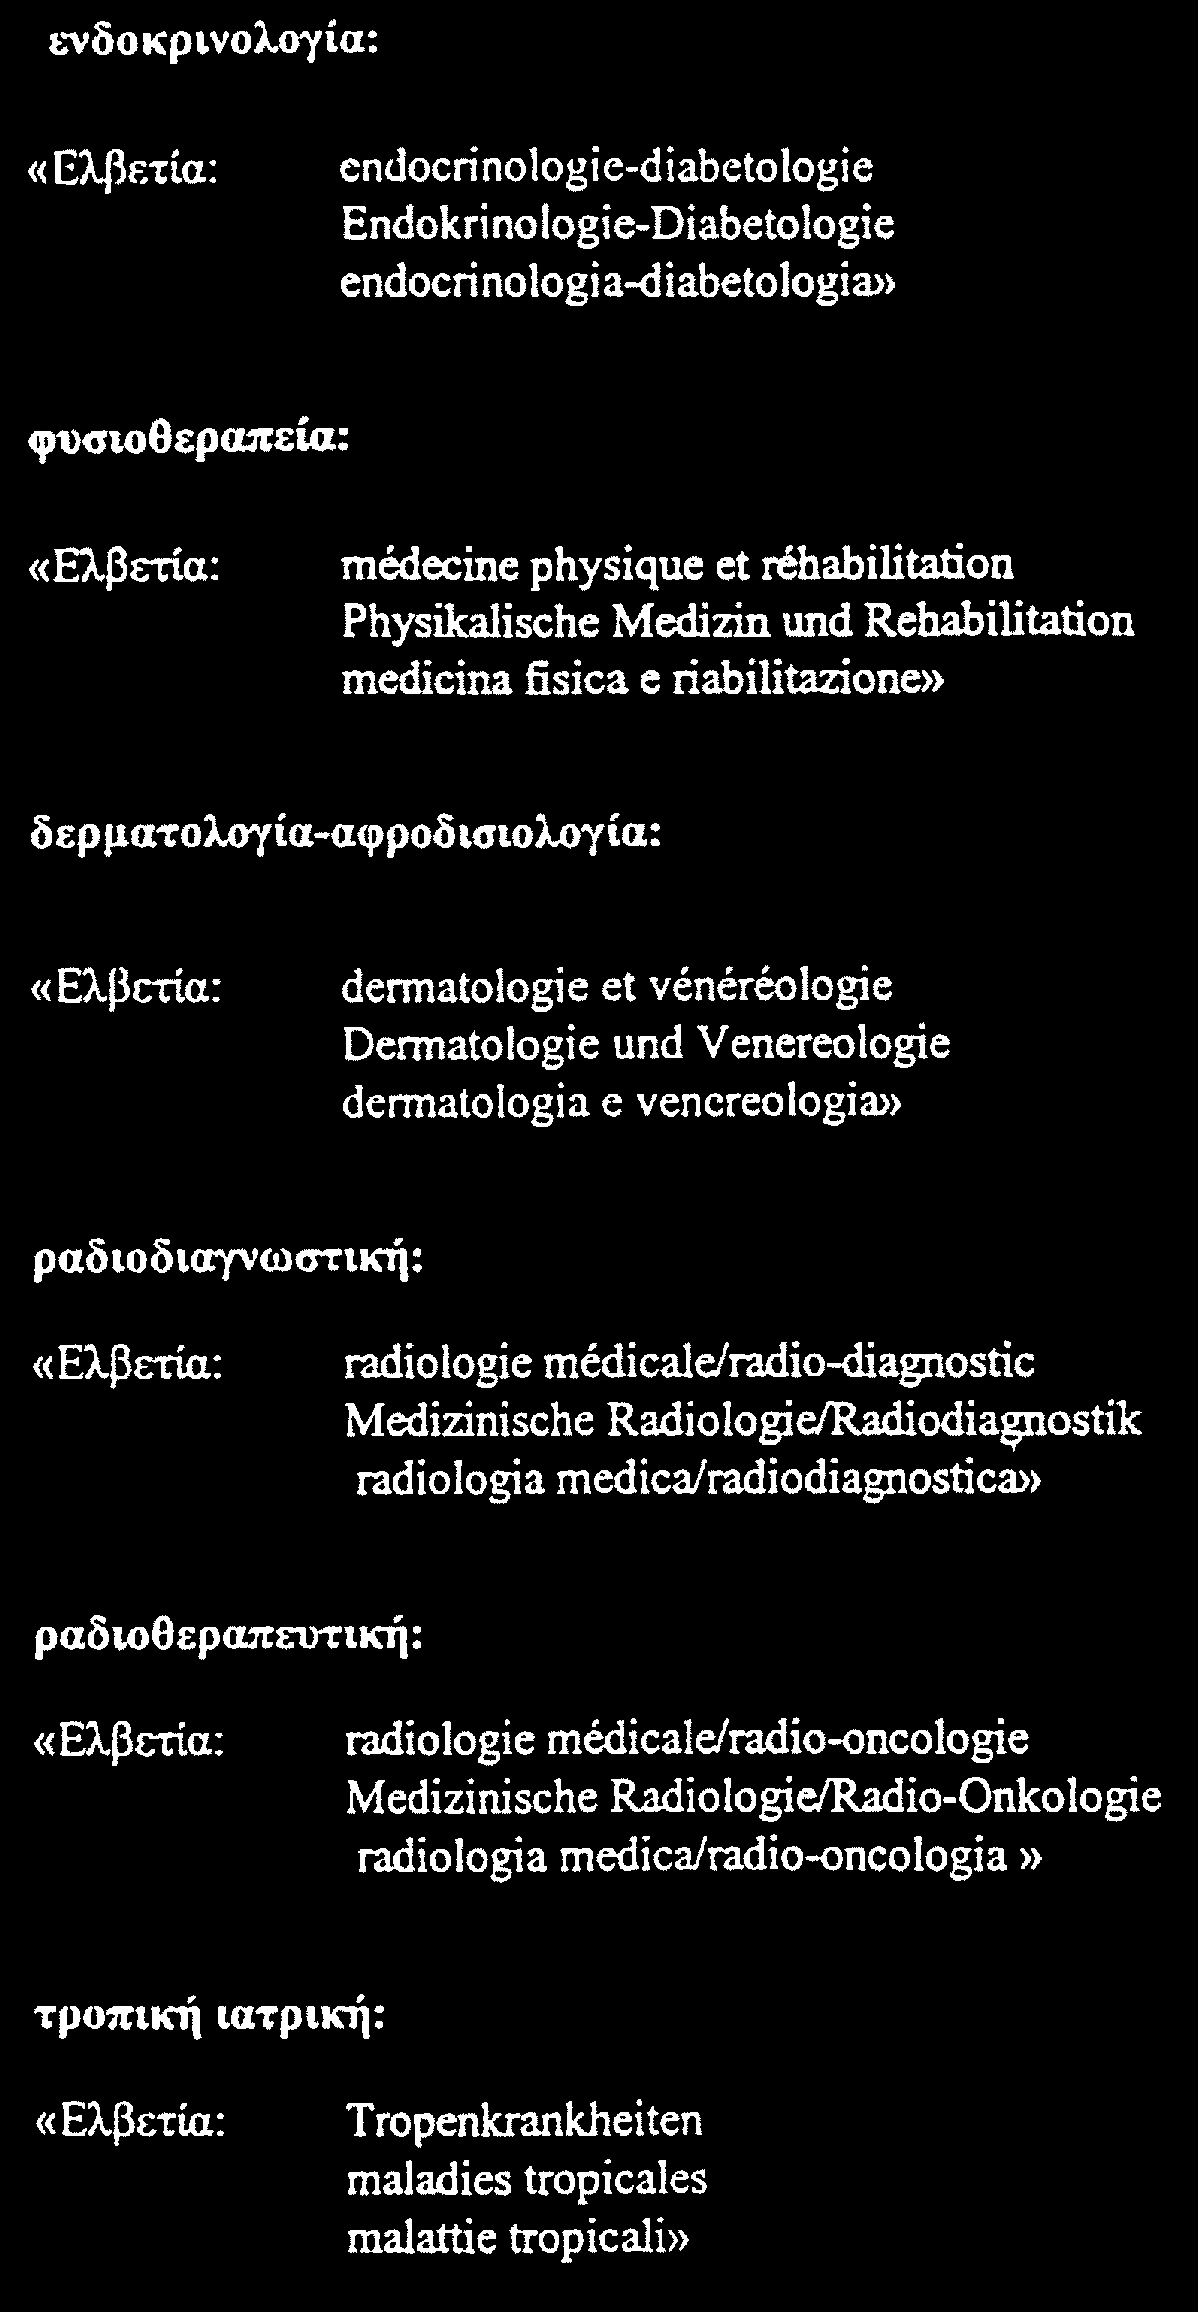 ενδοκρινολογία:
«Ελβετία: endocrinologie-diabetologie
Endokrinologie-Diabetologie
endocrinologia-diabetologia»
φυσιοθεραπεία:
«Ελβετία: médecine physique et réhabilitation
Physikalische Medizin und Rehabilitation
medicina fisica e riabilitazione»
δερματολογία-αφροδισιολογία:
«Ελβετία: dermatologie et vénéréologie
Dermatologie und Venereologie
dermatologia e venereologia»
ραδιοδιαγνωστική:
«Ελβετία: radiologie médicale/radio-diagnostic
Medizinische Radiologie/Radiodiagnostik
radiologia medica/radiodiagnostica»
ραδιοθεραπευτική:
«Ελβετία: radiologie médicale/radio-oncologie
Medizinische Radiologie/Radio-Onkologie
radiologia medica/radio-oncologia »
τροπική ιατρική:
«Ελβετία: Tropenkrankheiten
maladies tropicales
malattie tropicali»